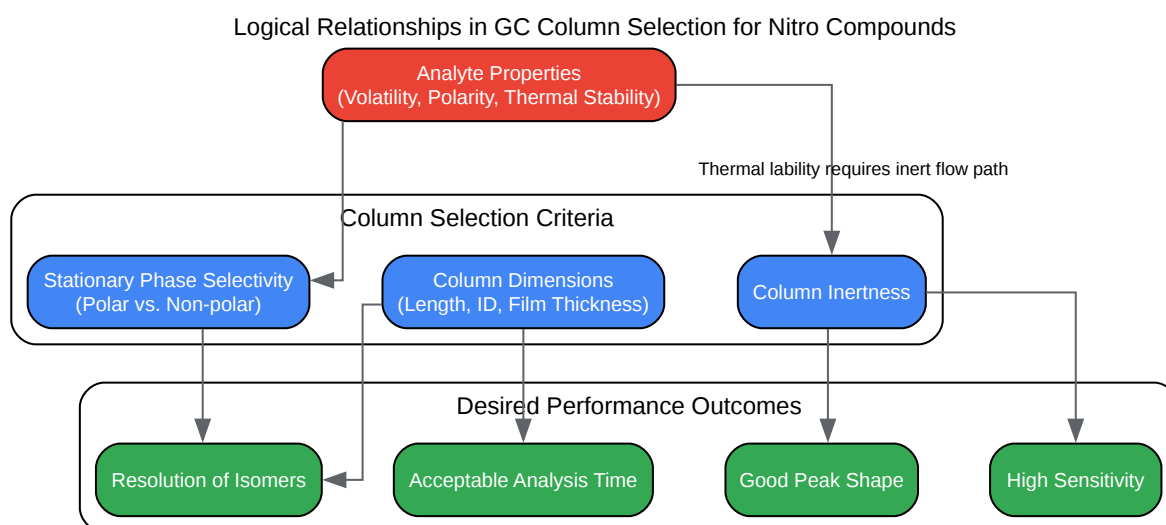 Logical Relationships in GC Column Selection for Nitro Compounds
Analyte Properties
(Volatility, Polarity, Thermal Stability)
Thermal lability requires inert flow path
Column Selection Criteria
Stationary Phase Selectivity
(Polar vs. Non-polar)
Column Dimensions
(Length, ID, Film Thickness)
Column Inertness
Desired Performance Outcomes
Resolution of Isomers
Acceptable Analysis Time
Good Peak Shape
High Sensitivity